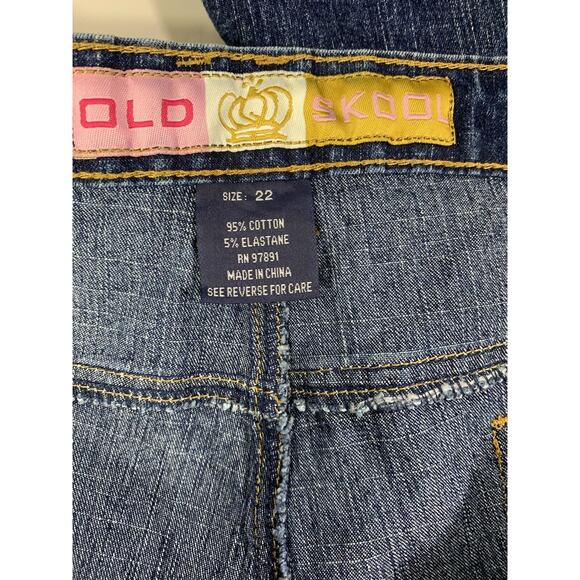 OLD SKOOL
SIZE: 22
95% COTTON
5% ELASTANE
RN 97891
MADE IN CHINA
SEE REVERSE FOR CARE